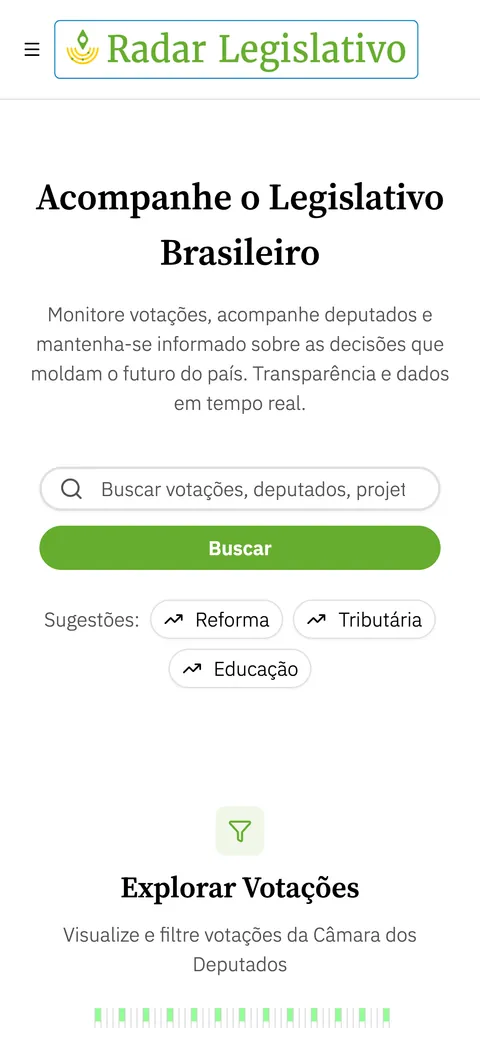 Radar Legislativo
Acompanhe o Legislativo
Brasileiro
Monitore votações, acompanhe deputados e
mantenha-se informado sobre as decisões que
moldam o futuro do país. Transparência e dados
em tempo real.
Buscar votações, deputados, projet
Buscar
Sugestões: Reforma Tributária
Educação
Explorar Votações
Visualize e filtre votações da Câmara dos
Deputados